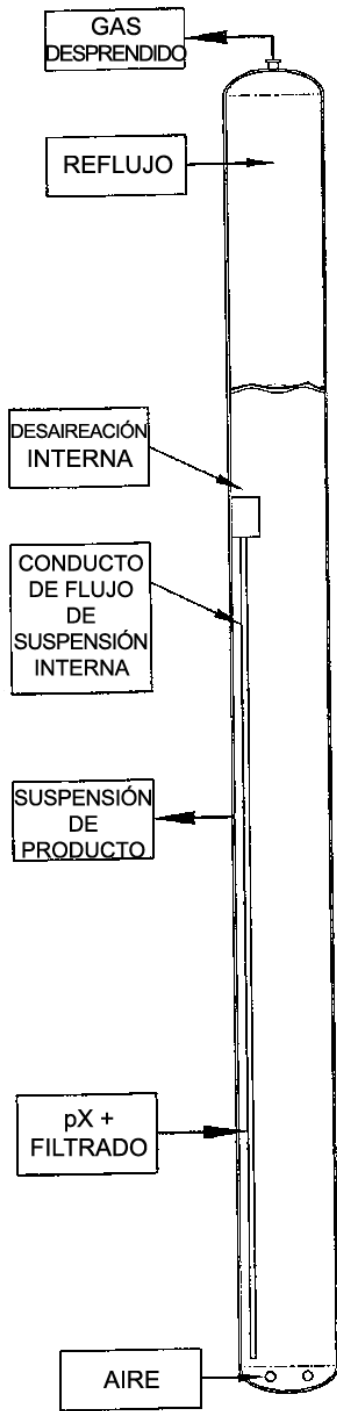 GAS
DESPRENDIDO
REFLUJO
DESAIREACIÓN
INTERNA
CONDUCTO
DE FLUJO
DE
SUSPENSIÓN
INTERNA
SUSPENSIÓN
DE
PRODUCTO
pX +
FILTRADO
AIRE